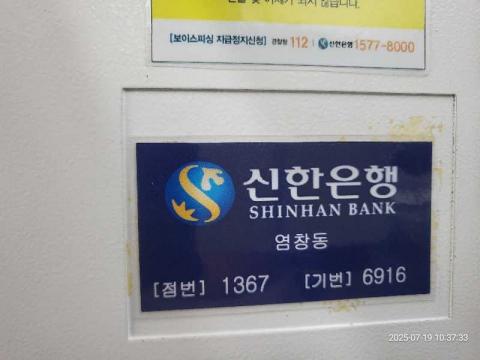 [보이스피싱 지급정지신청] 경찰청 112 | 신한은행 1577-8000
신한은행
SHINHAN BANK
염창동
[점번] 1367 [기번] 6916
2025-07-19 10:37:33